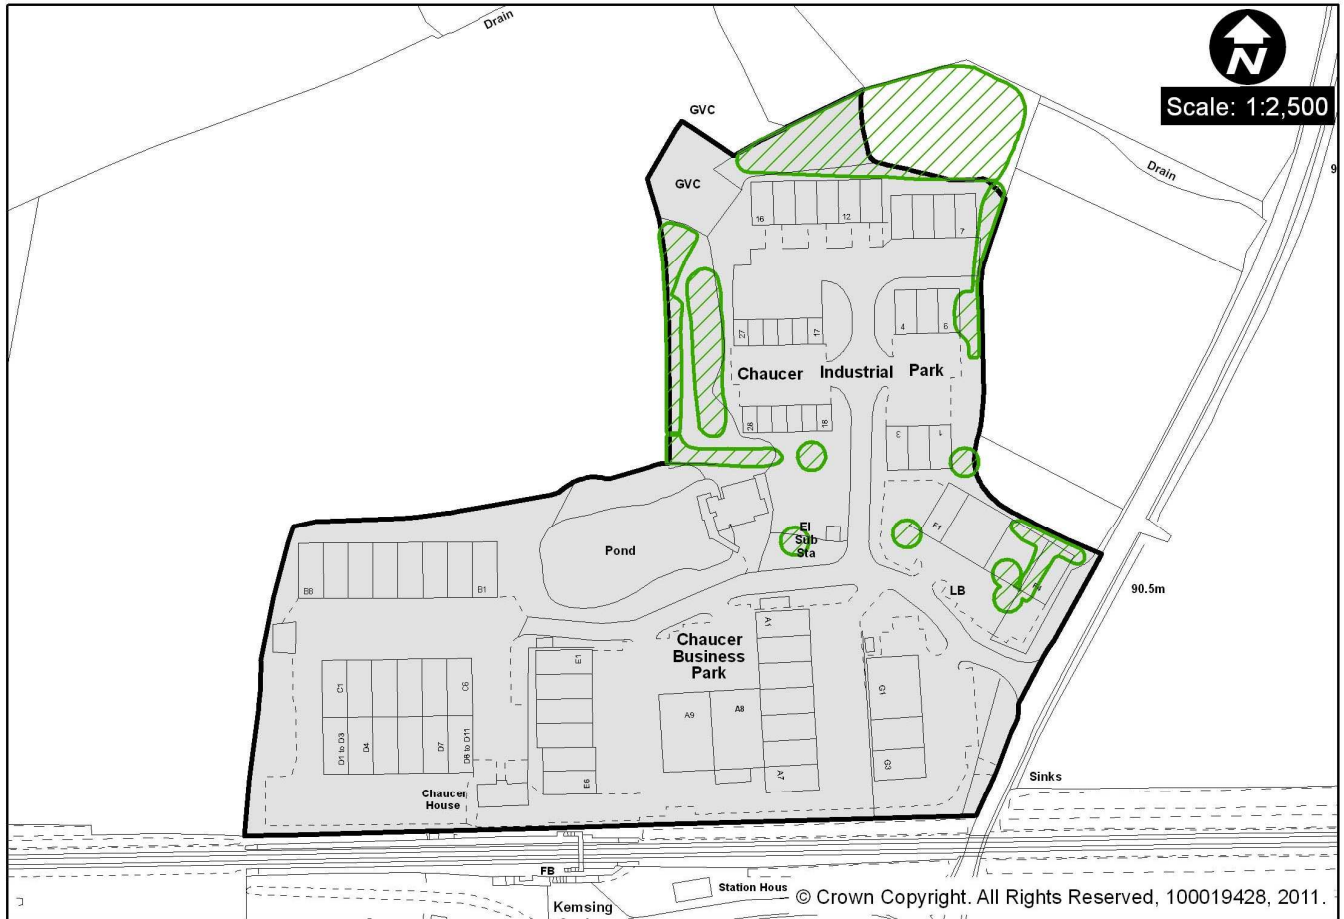 Drain
N
Scale: 1:2,500
GVC
GVC
Drain
9
16
12
7
27
17
4
6
Chaucer Industrial Park
28
18
3
1
El
Sub
Sta
Pond
F1
LB
90.5m
B8
B1
A1
Chaucer
Business
Park
E1
C1
C6
G1
A9
A8
D1 to D3
D4
D7
D8 to D11
G3
A7
E6
Chaucer
House
Sinks
FB
Station Hous
Kemsing
© Crown Copyright. All Rights Reserved, 100019428, 2011.